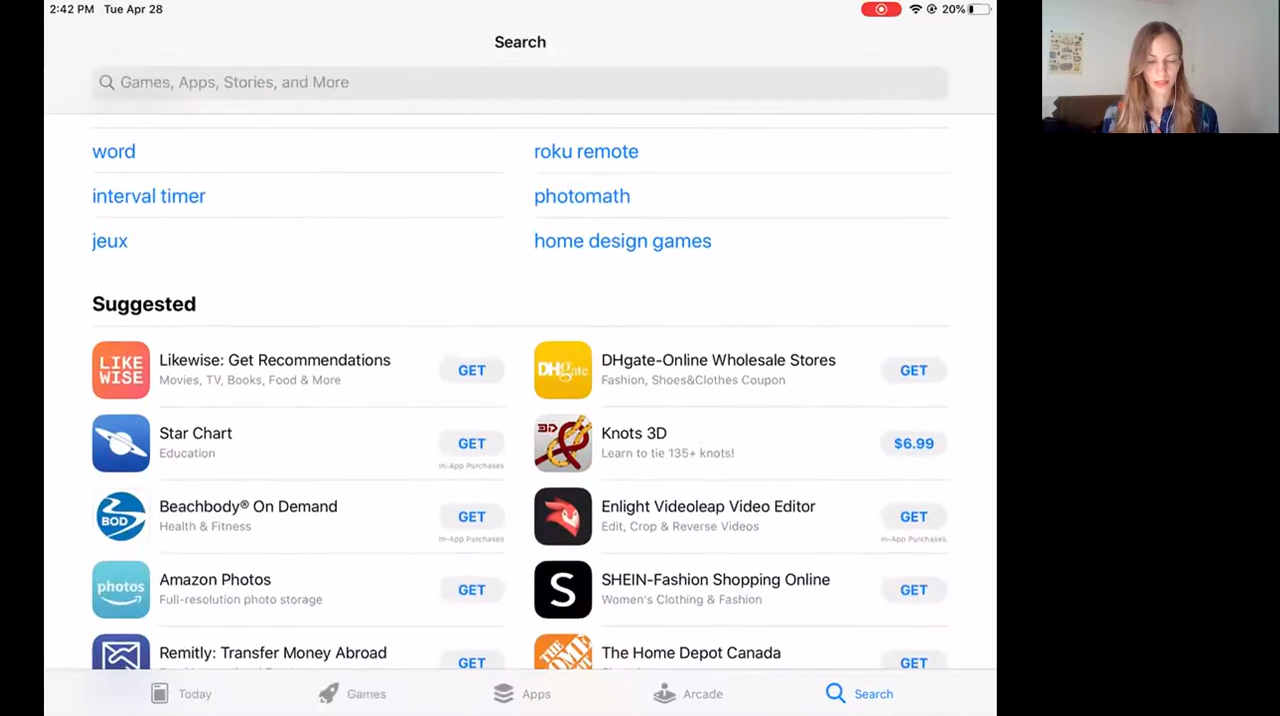 2:42 PM Tue Apr 28
20%
Search
Games, Apps, Stories, and More
word
roku remote
interval timer
photomath
jeux
home design games
Suggested
LIKE WISE
Likewise: Get Recommendations
Movies, TV, Books, Food & More
GET
DHgate
DHgate-Online Wholesale Stores
Fashion, Shoes&Clothes Coupon
GET
Star Chart
Education
GET
In-App Purchases
3D
Knots 3D
Learn to tie 135+ knots!
$6.99
BOD
Beachbody® On Demand
Health & Fitness
GET
In-App Purchases
Enlight Videoleap Video Editor
Edit, Crop & Reverse Videos
GET
In-App Purchases
photos
Amazon Photos
Full-resolution photo storage
GET
S
SHEIN-Fashion Shopping Online
Women's Clothing & Fashion
GET
Remitly: Transfer Money Abroad
GET
THE HOME
The Home Depot Canada
GET
Today
Games
Apps
Arcade
Search